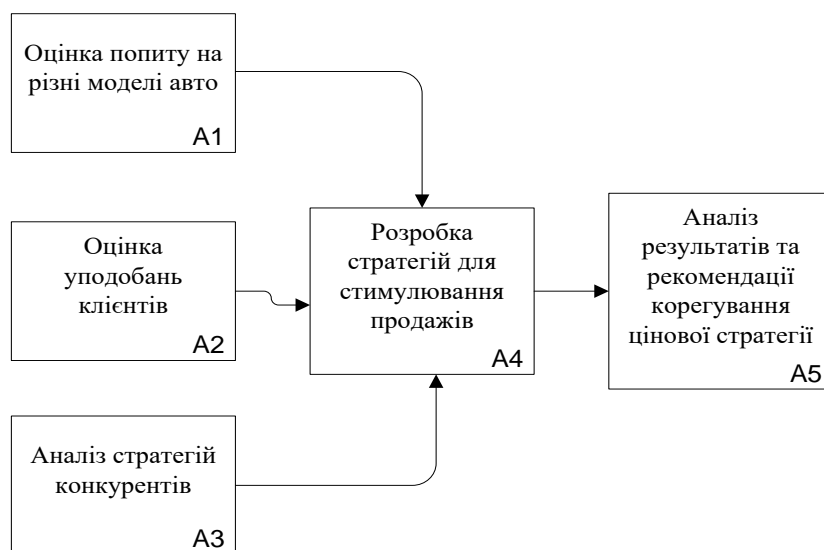 Оцінка попиту на
різні моделі авто
A1
Оцінка
уподобань
клієнтів
A2
Аналіз стратегій
конкурентів
A3
Розробка
стратегій для
стимулювання
продажів
A4
Аналіз
результатів та
рекомендації
корегування
цінової стратегії
A5